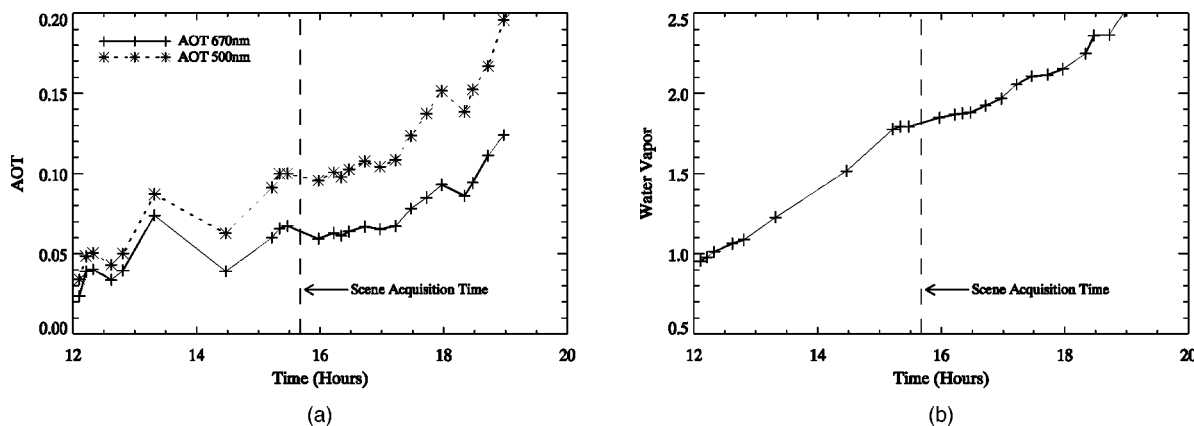 AOT 670nm
AOT 500nm
0.20
0.15
0.10
0.05
0.00
AOT
Scene Acquisition Time
12 14 16 18 20
Time (Hours)
(a)
2.5
2.0
1.5
1.0
0.5
Water Vapor
Scene Acquisition Time
12 14 16 18 20
Time (Hours)
(b)